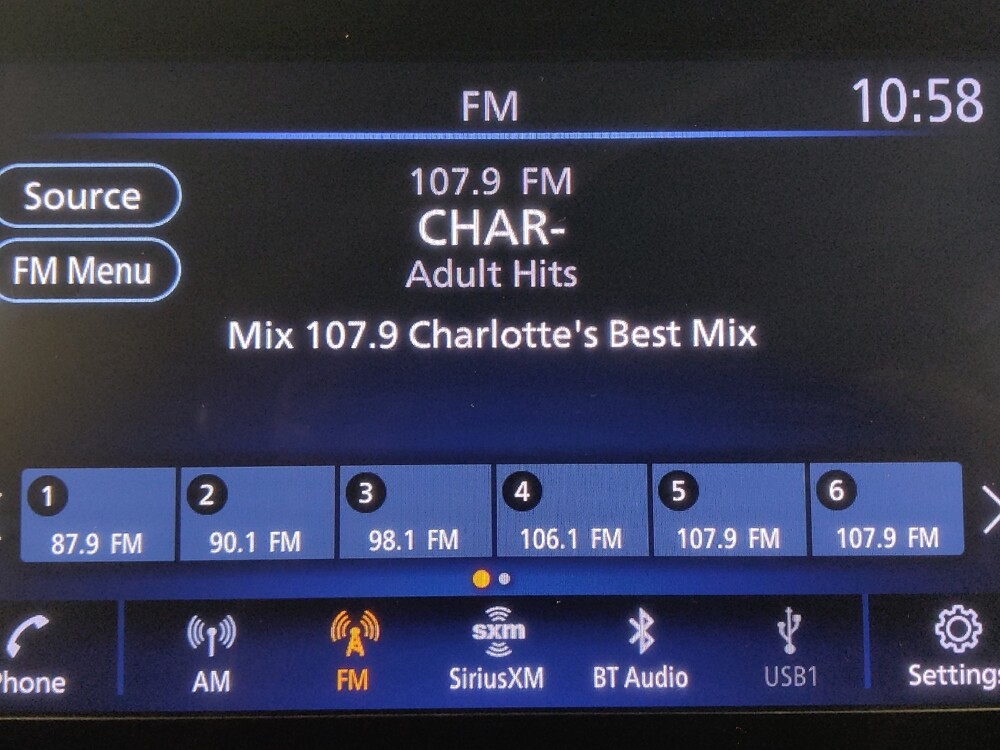 FM
10:58
Source
FM Menu
107.9 FM
CHAR-
Adult Hits
Mix 107.9 Charlotte's Best Mix
1
87.9 FM
2
90.1 FM
3
98.1 FM
4
106.1 FM
5
107.9 FM
6
107.9 FM
Phone
AM
FM
sxm
SiriusXM
BT Audio
USB1
Settings